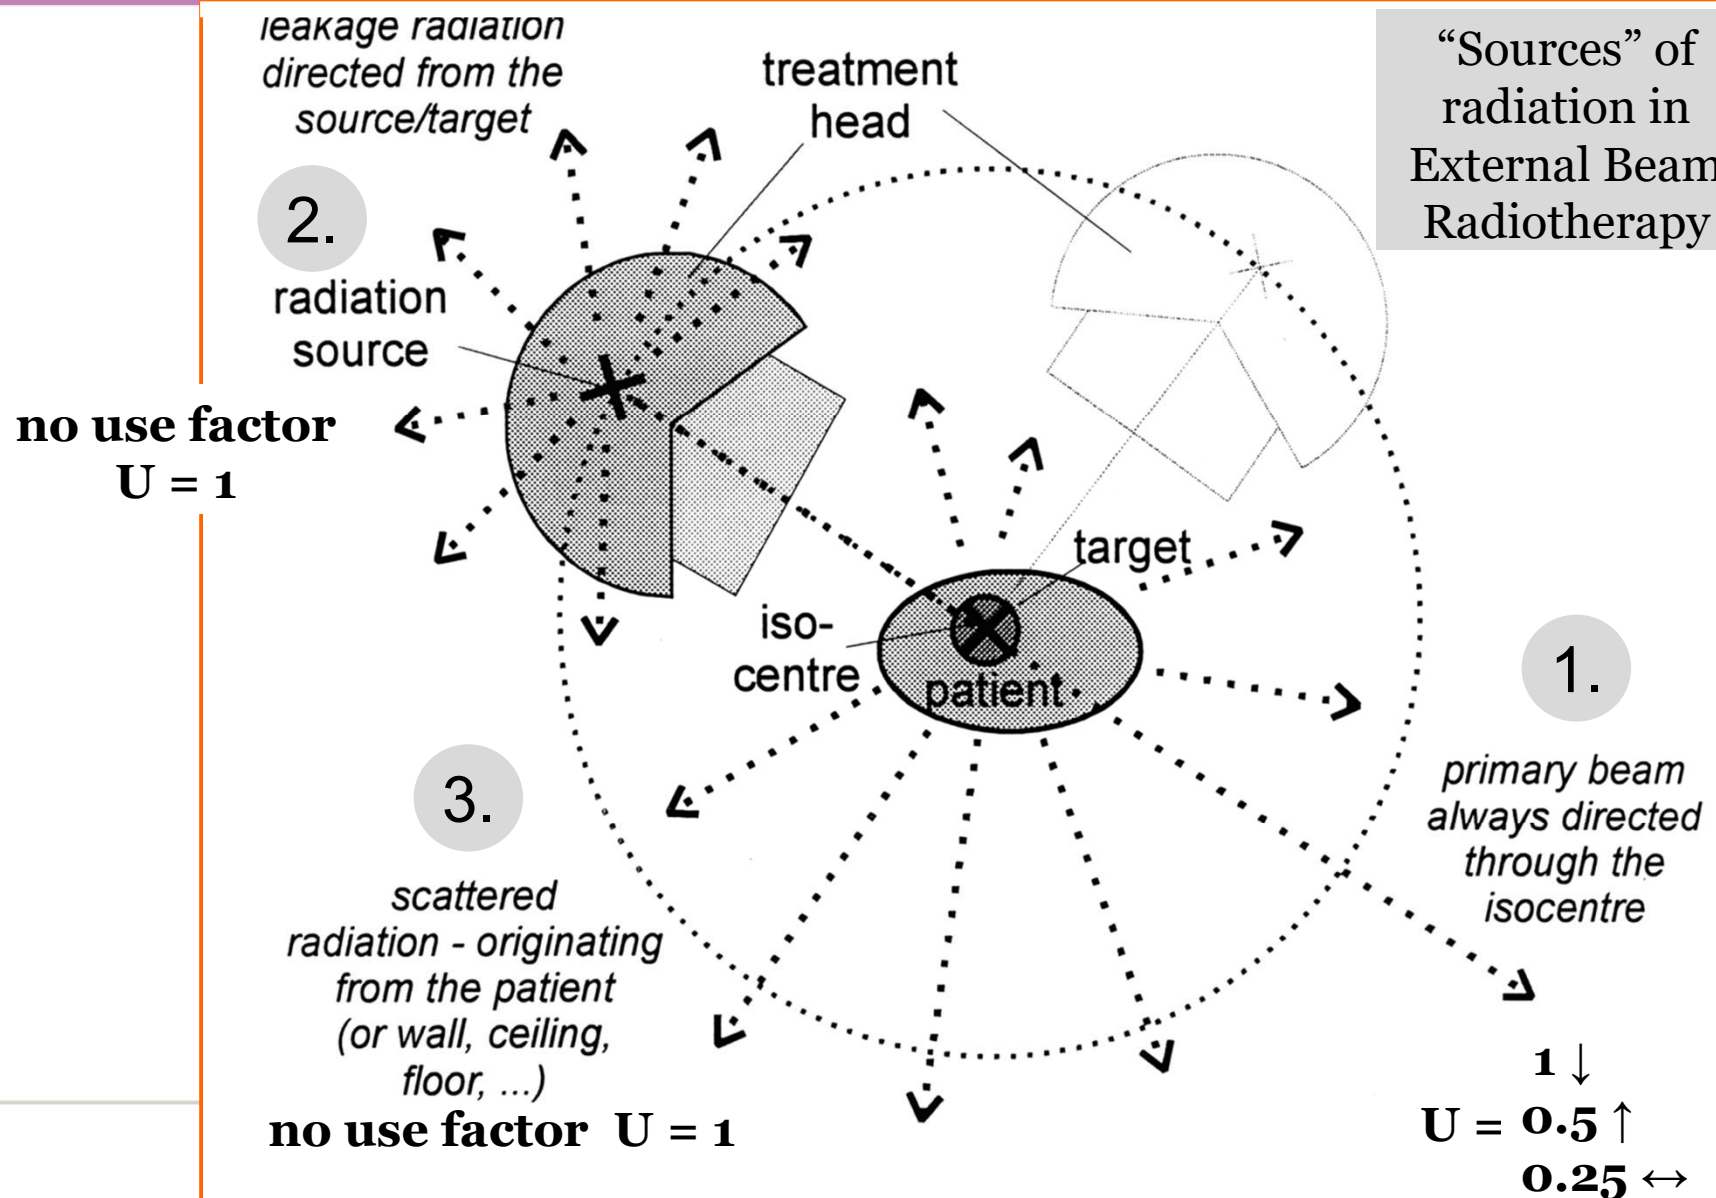 leakage radiation
directed from the
source/target
treatment
head
“Sources” of
radiation in
External Beam
Radiotherapy
2.
radiation
source
no use factor
U = 1
target
iso-
centre
patient
1.
primary beam
always directed
through the
isocentre
3.
scattered
radiation - originating
from the patient
(or wall, ceiling,
floor, ...)
no use factor U = 1
1 ↓
U = 0.5 ↑
0.25 ↔